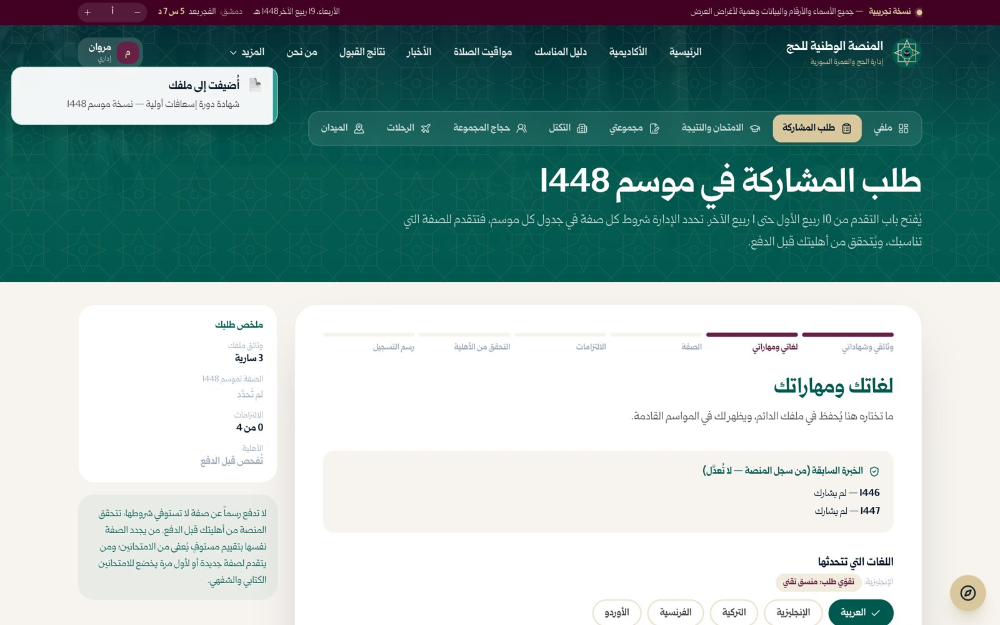 نسخة تجريبية — جميع الأسماء والأرقام والبيانات وهمية لأغراض العرض
الأربعاء، 19 ربيع الآخر 1448 هـ
دمشق: الفجر بعد 5 س 7 د
− أ +
المنصة الوطنية للحج
إدارة الحج والعمرة السورية
الرئيسية
الأكاديمية
دليل المناسك
مواقيت الصلاة
الأخبار
نتائج القبول
من نحن
المزيد
م
مروان
إداري
أُضيفت إلى ملفك
شهادة دورة إسعافات أولية — نسخة موسم 1448
ملفي
طلب المشاركة
الامتحان والنتيجة
مجموعتي
التكتل
حجاج المجموعة
الرحلات
الميدان
طلب المشاركة في موسم 1448
يُفتح باب التقدم من 10 ربيع الأول حتى 1 ربيع الآخر. تحدد الإدارة شروط كل صفة في جدول كل موسم، فتتقدم للصفة التي
تناسبك، ويُتحقق من أهليتك قبل الدفع.
وثائقي وشهاداتي
لغاتي ومهاراتي
الصفة
الالتزامات
التحقق من الأهلية
رسم التسجيل
لغاتك ومهاراتك
ما تختاره هنا يُحفظ في ملفك الدائم، ويظهر لك في المواسم القادمة.
الخبرة السابقة (من سجل المنصة — لا تُعدَّل)
1446 — لم يشارك
1447 — لم يشارك
اللغات التي تتحدثها
الإنجليزية: تقوّي طلب: منسق تقني
العربية
الإنجليزية
التركية
الفرنسية
الأوردو
ملخص طلبك
وثائق ملفك
3 سارية
الصفة لموسم 1448
لم تُحدَّد
الالتزامات
0 من 4
الأهلية
تُفحص قبل الدفع
لا تدفع رسماً عن صفة لا تستوفي شروطها: تتحقق
المنصة من أهليتك قبل الدفع. من يجدد الصفة
نفسها بتقييم مستوفٍ يُعفى من الامتحانين؛ ومن
يتقدم لصفة جديدة أو لأول مرة يخضع للامتحانين
الكتابي والشفهي.